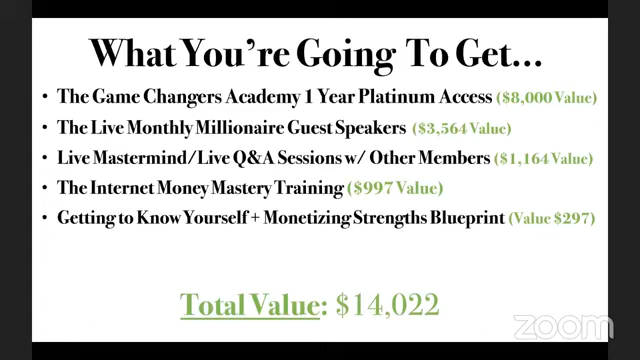 What You're Going To Get...
• The Game Changers Academy 1 Year Platinum Access ($8,000 Value)
• The Live Monthly Millionaire Guest Speakers ($3,564 Value)
• Live Mastermind/Live Q&A Sessions w/ Other Members ($1,164 Value)
• The Internet Money Mastery Training ($997 Value)
• Getting to Know Yourself + Monetizing Strengths Blueprint (Value $297)
Total Value: $14,022
zoom